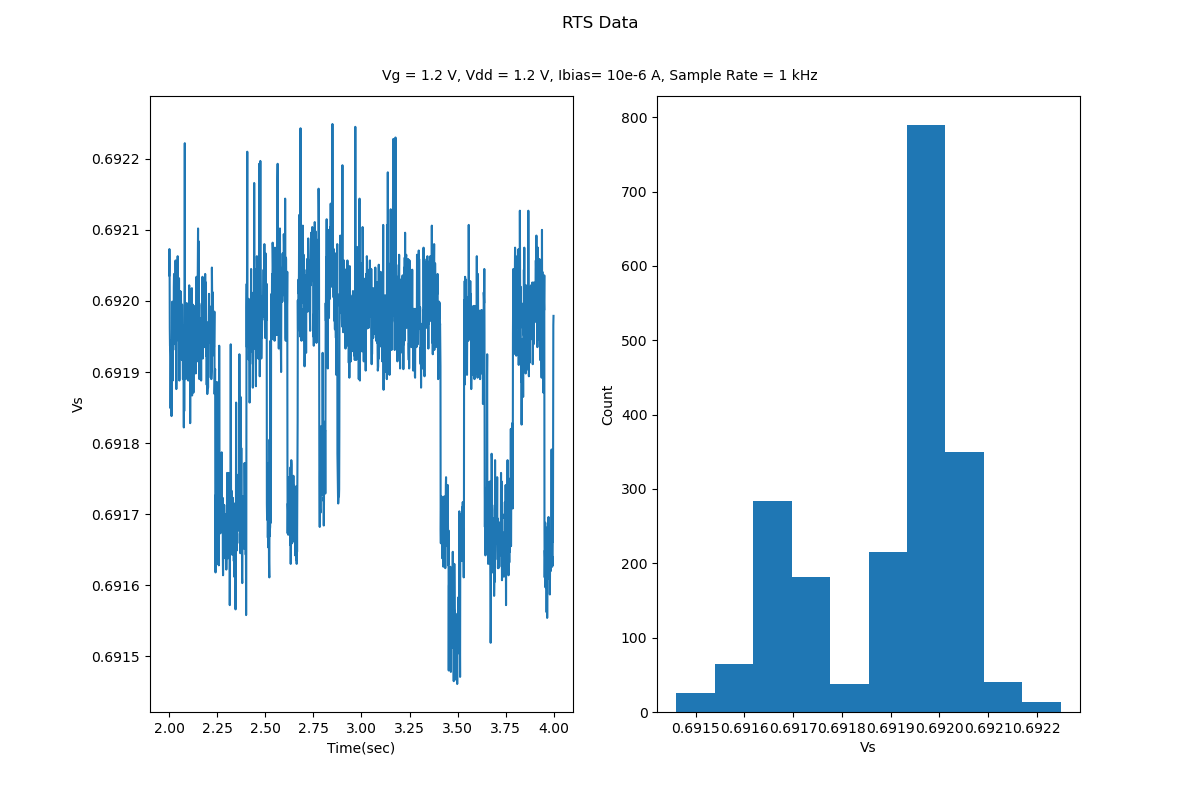 RTS Data
Vg = 1.2 V, Vdd = 1.2 V, Ibias= 10e-6 A, Sample Rate = 1 kHz
0.6922
0.6921
0.6920
0.6919
0.6918
0.6917
0.6916
0.6915
Vs
2.00 2.25 2.50 2.75 3.00 3.25 3.50 3.75 4.00
Time(sec)
800
700
600
500
400
300
200
100
0
Count
0.6915 0.6916 0.6917 0.6918 0.6919 0.6920 0.6921 0.6922
Vs